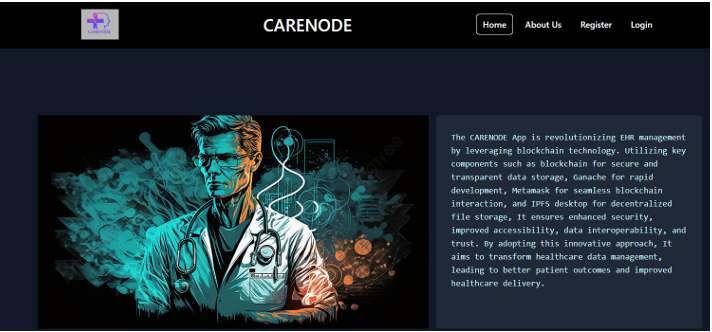 CARENODE
CARENODE
Home
About Us
Register
Login
The CARENODE App is revolutionizing EHR management
by leveraging blockchain technology. Utilizing key
components such as blockchain for secure and
transparent data storage, Ganache for rapid
development, Metamask for seamless blockchain
interaction, and IPFS desktop for decentralized
file storage, It ensures enhanced security,
improved accessibility, data interoperability, and
trust. By adopting this innovative approach, It
aims to transform healthcare data management,
leading to better patient outcomes and improved
healthcare delivery.